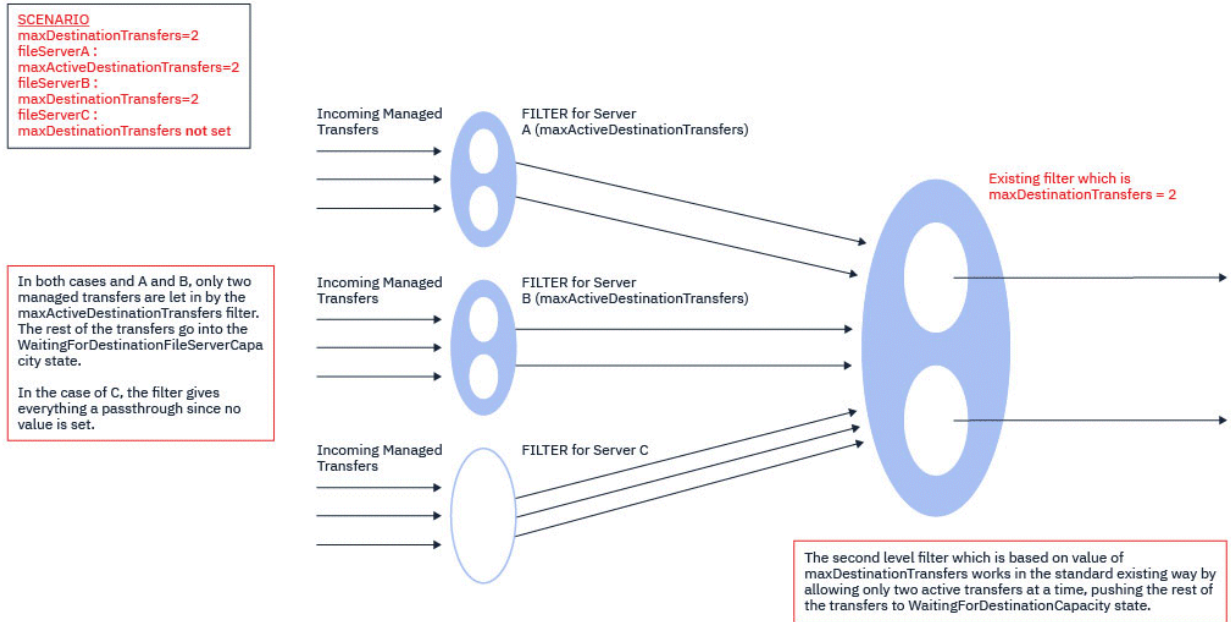 SCENARIO
maxDestinationTransfers=2
fileServerA :
maxActiveDestinationTransfers=2
fileServerB :
maxDestinationTransfers=2
fileServerC :
maxDestinationTransfers not set
Incoming Managed
Transfers
FILTER for Server
A (maxActiveDestinationTransfers)
Existing filter which is
maxDestinationTransfers = 2
In both cases and A and B, only two
managed transfers are let in by the
maxActiveDestinationTransfers filter.
The rest of the transfers go into the
WaitingForDestinationFileServerCapa
city state.
In the case of C, the filter gives
everything a passthrough since no
value is set.
Incoming Managed
Transfers
FILTER for Server
B (maxActiveDestinationTransfers)
Incoming Managed
Transfers
FILTER for Server C
The second level filter which is based on value of
maxDestinationTransfers works in the standard existing way by
allowing only two active transfers at a time, pushing the rest of
the transfers to WaitingForDestinationCapacity state.